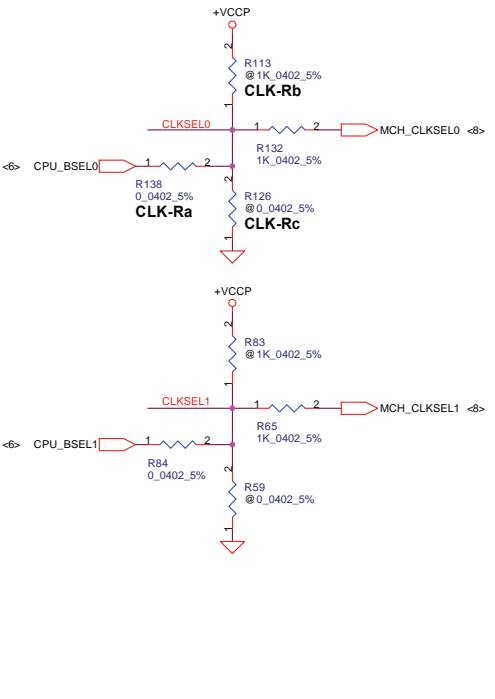 +VCCP
2
R113
@1K_0402_5%
CLK-Rb
1
CLKSEL0
1 2
MCH_CLKSEL0 <8>
R132
1K_0402_5%
<6> CPU_BSEL0
1 2
R138
0_0402_5%
CLK-Ra
2
R126
@0_0402_5%
CLK-Rc
1
+VCCP
2
R83
@1K_0402_5%
1
CLKSEL1
1 2
MCH_CLKSEL1 <8>
R65
1K_0402_5%
<6> CPU_BSEL1
1 2
R84
0_0402_5%
2
R59
@0_0402_5%
1